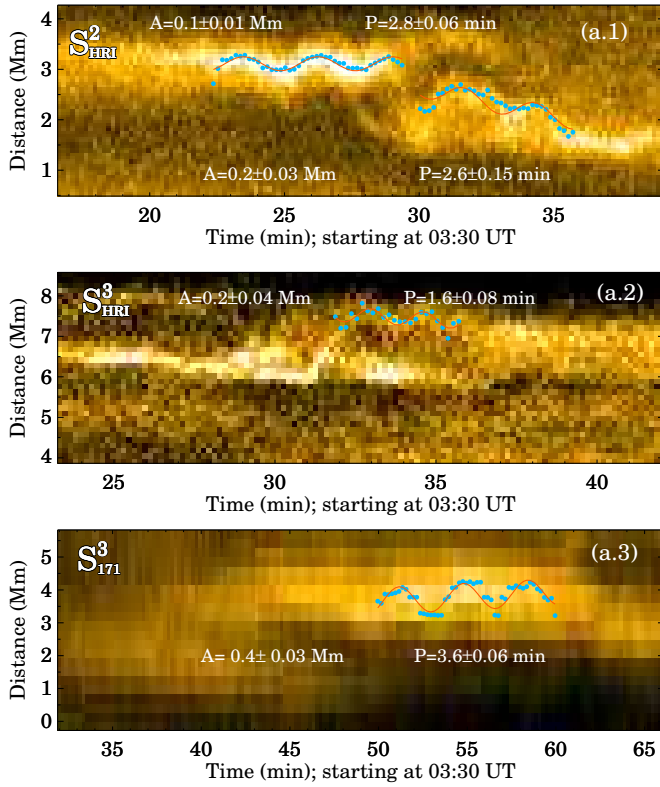 S²HRI
A=0.1±0.01 Mm P=2.8±0.06 min (a.1)
4
3
2
1
Distance (Mm)
A=0.2±0.03 Mm P=2.6±0.15 min
20 25 30 35
Time (min); starting at 03:30 UT
S³HRI
A=0.2±0.04 Mm P=1.6±0.08 min (a.2)
8
7
6
5
4
Distance (Mm)
25 30 35 40
Time (min); starting at 03:30 UT
S³171
(a.3)
5
4
3
2
1
0
Distance (Mm)
A= 0.4± 0.03 Mm P=3.6±0.06 min
35 40 45 50 55 60 65
Time (min); starting at 03:30 UT